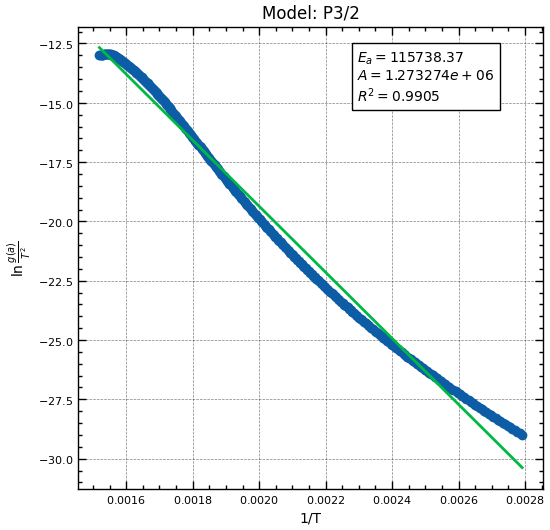 Model: P3/2
E_a = 115738.37
A = 1.273274e + 06
R² = 0.9905
−12.5
−15.0
−17.5
−20.0
−22.5
−25.0
−27.5
−30.0
ln g(a)/T²
0.0016 0.0018 0.0020 0.0022 0.0024 0.0026 0.0028
1/T